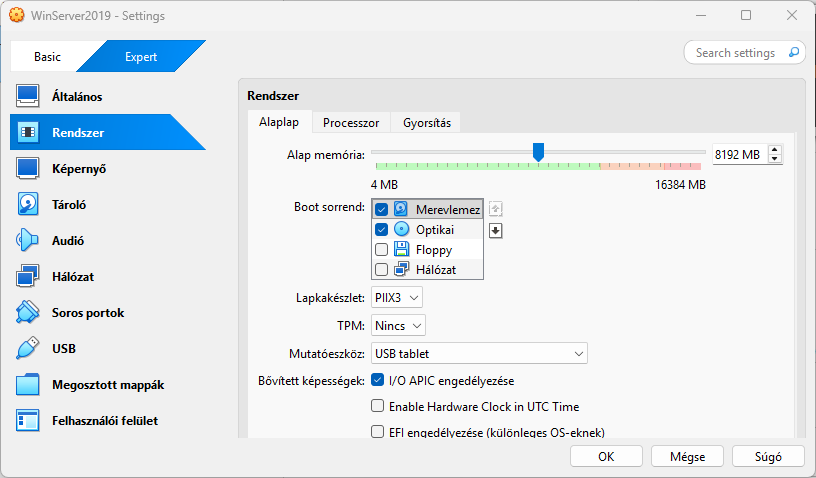 WinServer2019 - Settings
Basic
Expert
Search settings
Általános
Rendszer
Képernyő
Tároló
Audió
Hálózat
Soros portok
USB
Megosztott mappák
Felhasználói felület
Rendszer
Alaplap
Processzor
Gyorsítás
Alap memória:
8192 MB
4 MB
16384 MB
Boot sorrend:
Merevlemez
Optikai
Floppy
Hálózat
Lapkakészlet:
PIIX3
TPM:
Nincs
Mutatóeszköz:
USB tablet
Bővített képességek:
I/O APIC engedélyezése
Enable Hardware Clock in UTC Time
EFI engedélyezése (különleges OS-eknek)
OK
Mégse
Súgó